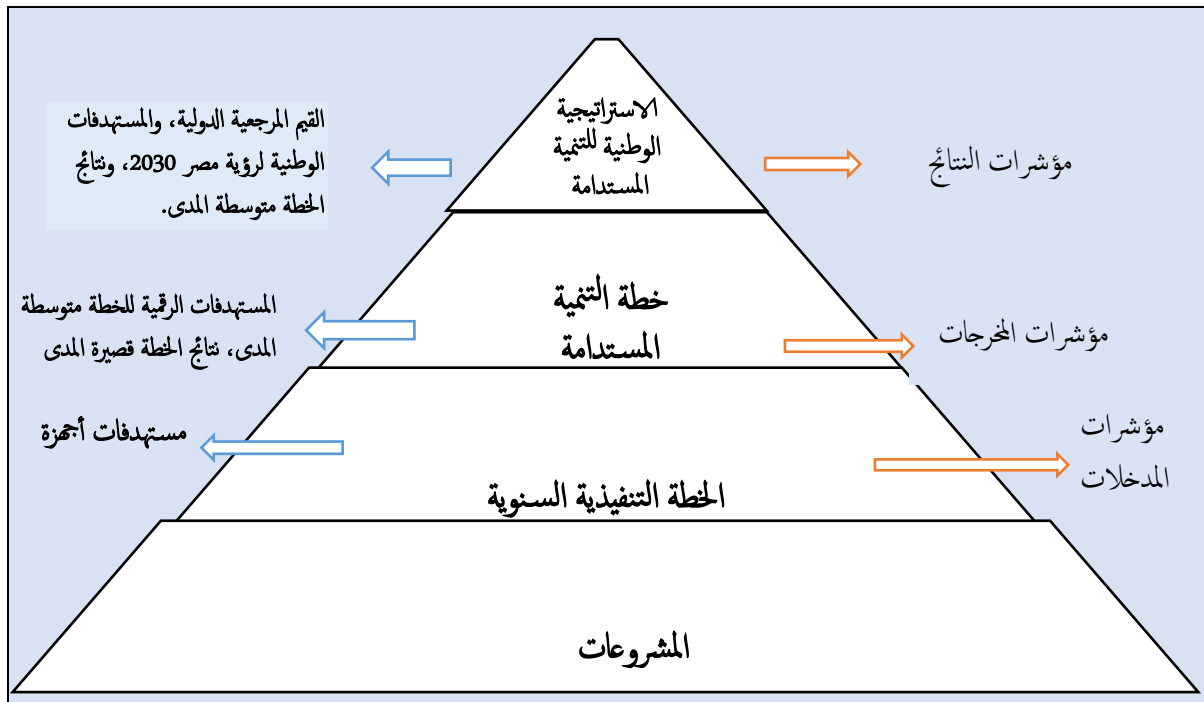 الاستراتيجية
الوطنية للتنمية
المستدامة
مؤشرات النتائج
القيم المرجعية الدولية، والمستهدفات
الوطنية لرؤية مصر 2030، ونتائج
الخطة متوسطة المدى.
خطة التنمية
المستدامة
مؤشرات المخرجات
المستهدفات الرقمية للخطة متوسطة
المدى، نتائج الخطة قصيرة المدى
الخطة التنفيذية السنوية
مؤشرات
المدخلات
مستهدفات أجهزة
المشروعات